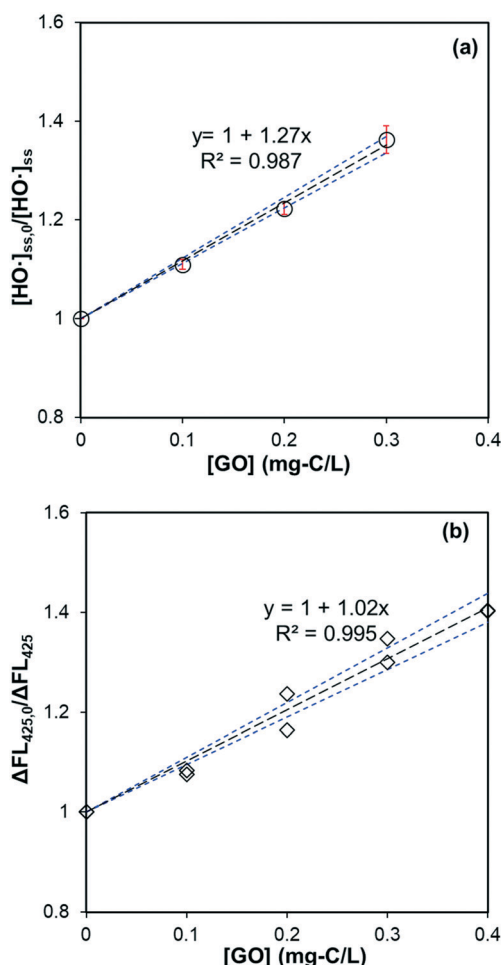 (a)
1.6
1.4
1.2
1
0.8
[HO·]ss,0/[HO·]ss
y= 1 + 1.27x
R² = 0.987
0
0.1
0.2
0.3
0.4
[GO] (mg-C/L)
(b)
1.6
1.4
1.2
1
0.8
ΔFL425,0/ΔFL425
y = 1 + 1.02x
R² = 0.995
0
0.1
0.2
0.3
0.4
[GO] (mg-C/L)